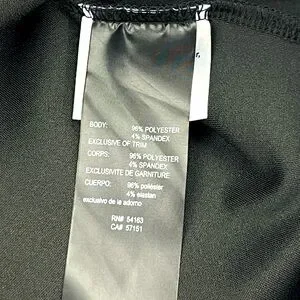 BODY: 96% POLYESTER
4% SPANDEX
EXCLUSIVE OF TRIM
CORPS: 96% POLYESTER
4% SPANDEX
EXCLUSIVITE DE GARNITURE
CUERPO: 96% poliéster
4% elastan
exclusivo de la adorno
RN# 54163
CA# 57151